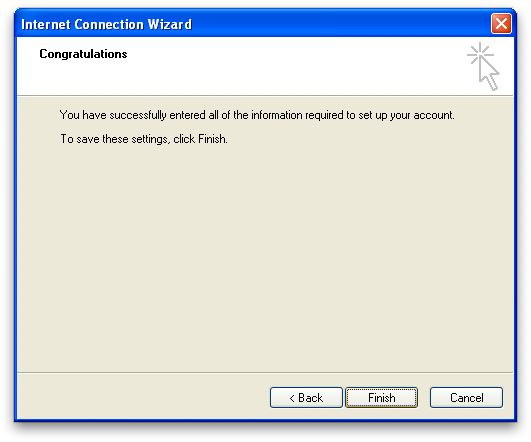 Internet Connection Wizard
Congratulations
You have successfully entered all of the information required to set up your account.
To save these settings, click Finish.
< Back Finish Cancel